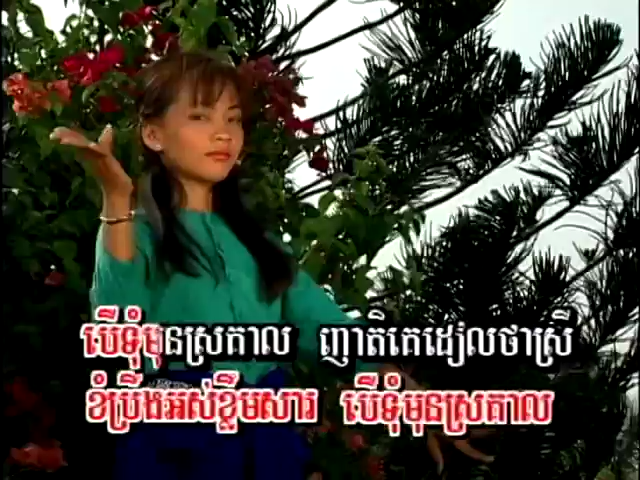 បើទុំមុនស្រគាល ញាតិគេដៀលថាស្រី
ខំប្រឹងអស់ខ្លឹមសារ បើទុំមុនស្រគាល